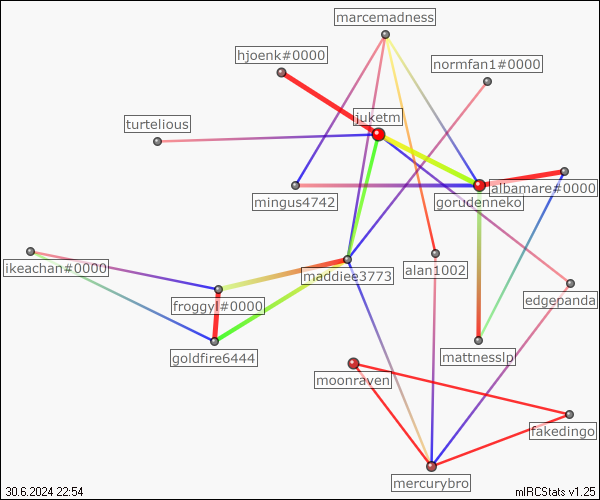 marcemadness
hjoenk#0000
normfan1#0000
juketm
turtelious
albamare#0000
mingus4742
gorudenneko
ikeachan#0000
maddiee3773
alan1002
froggyl#0000
edgepanda
goldfire6444
mattnesslp
moonraven
fakedingo
mercurybro
30.6.2024 22:54
mIRCStats v1.25